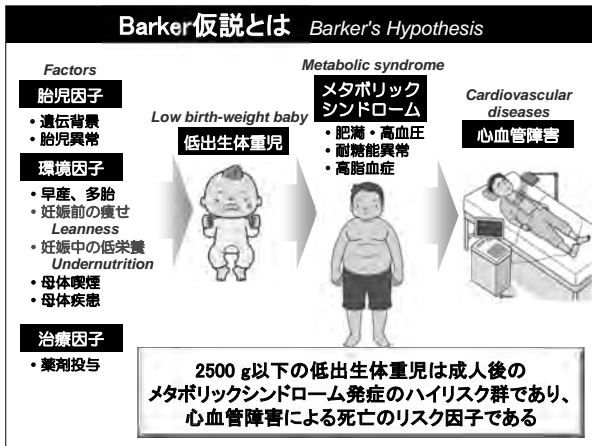 Barker仮説とは Barker's Hypothesis
Factors
胎児因子
・遺伝背景
・胎児異常
環境因子
・早産、多胎
・妊娠前の痩せ
Leanness
・妊娠中の低栄養
Undernutrition
・母体喫煙
・母体疾患
治療因子
・薬剤投与
Low birth-weight baby
低出生体重児
Metabolic syndrome
メタボリック
シンドローム
・肥満・高血圧
・耐糖能異常
・高脂血症
Cardiovascular
diseases
心血管障害
2500 g以下の低出生体重児は成人後の
メタボリックシンドローム発症のハイリスク群であり、
心血管障害による死亡のリスク因子である